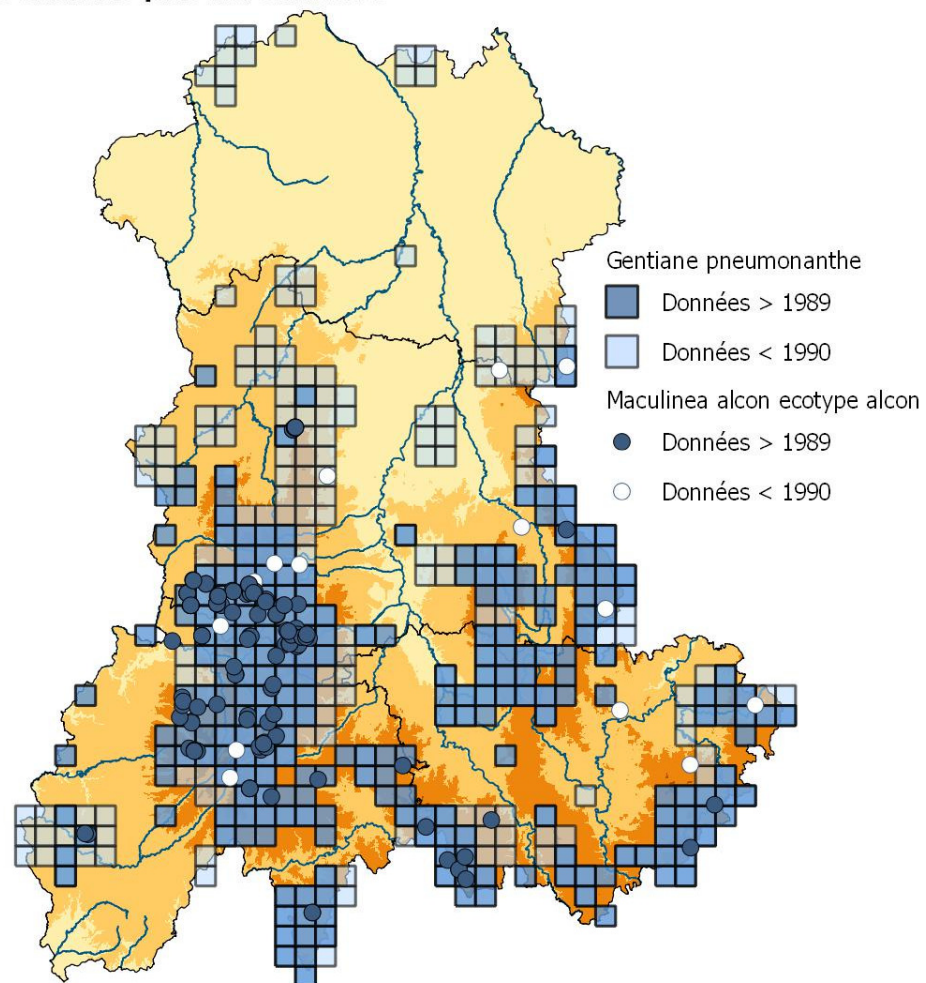 Gentiane pneumonanthe
Données > 1989
Données < 1990
Maculinea alcon ecotype alcon
Données > 1989
Données < 1990